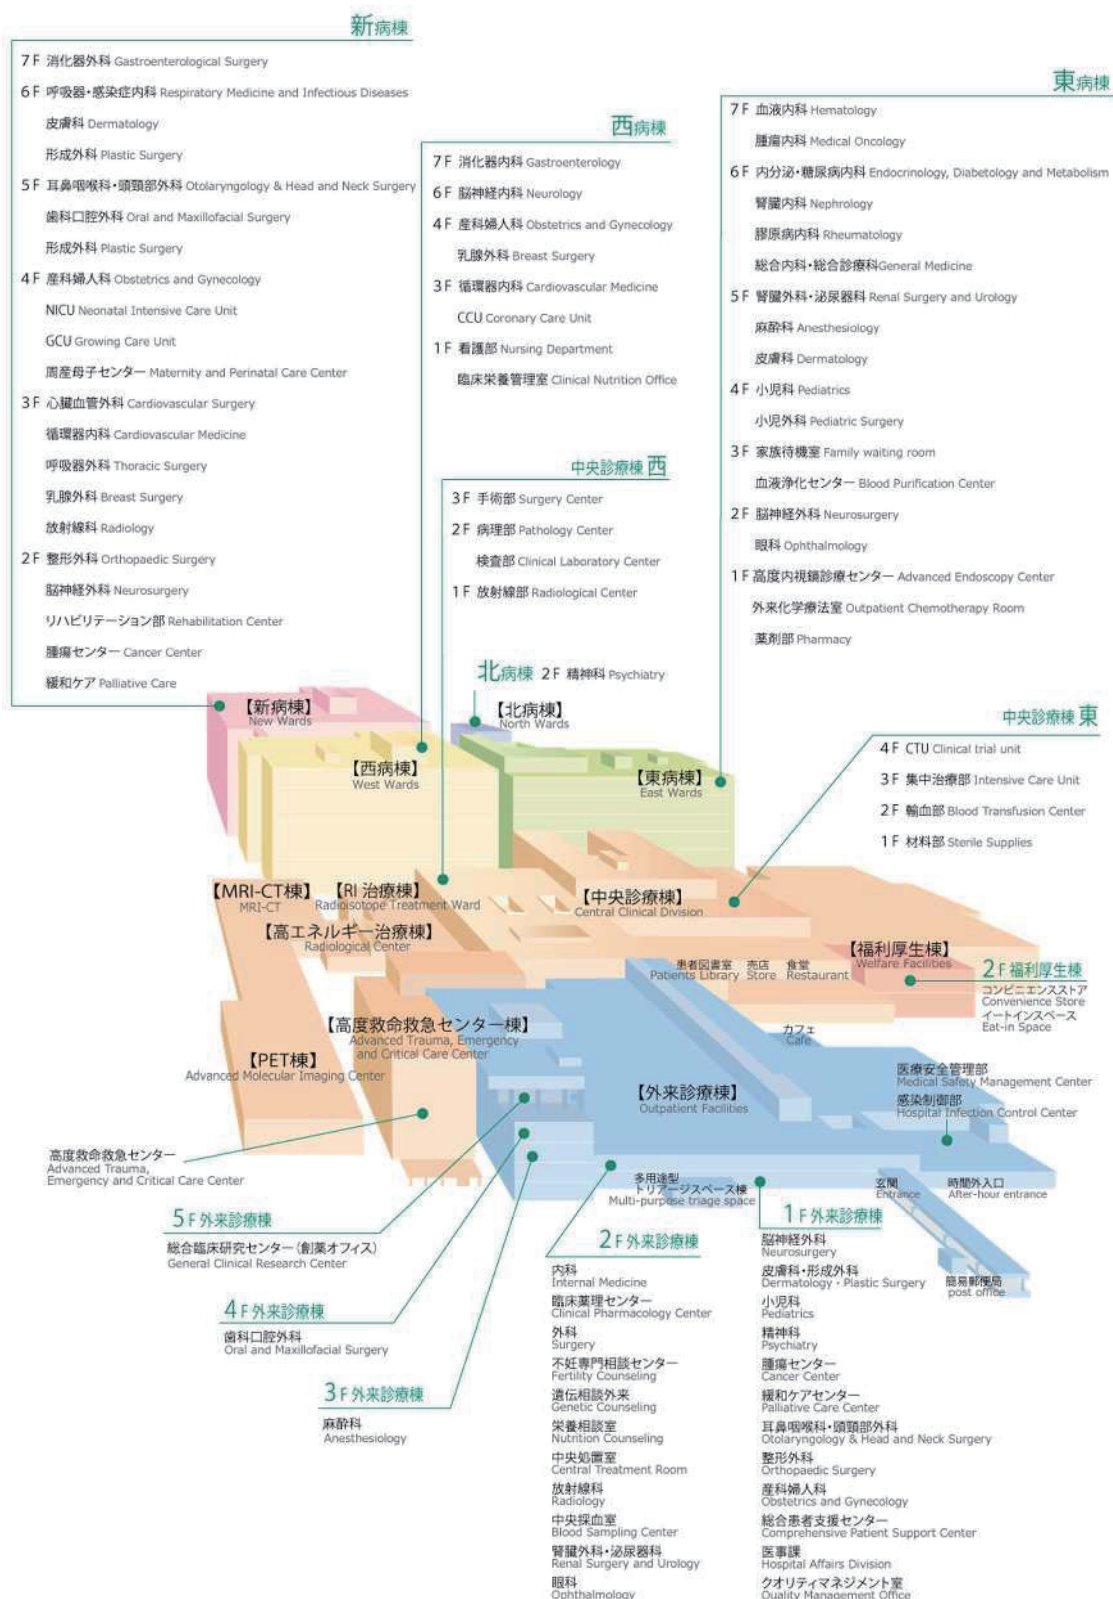 新病棟
7F 消化器外科 Gastroenterological Surgery
6F 呼吸器・感染症内科 Respiratory Medicine and Infectious Diseases
皮膚科 Dermatology
形成外科 Plastic Surgery
5F 耳鼻咽喉科・頭頸部外科 Otolaryngology & Head and Neck Surgery
歯科口腔外科 Oral and Maxillofacial Surgery
形成外科 Plastic Surgery
4F 産科婦人科 Obstetrics and Gynecology
NICU Neonatal Intensive Care Unit
GCU Growing Care Unit
周産母子センター Maternity and Perinatal Care Center
3F 心臓血管外科 Cardiovascular Surgery
循環器内科 Cardiovascular Medicine
呼吸器外科 Thoracic Surgery
乳腺外科 Breast Surgery
放射線科 Radiology
2F 整形外科 Orthopaedic Surgery
脳神経外科 Neurosurgery
リハビリテーション部 Rehabilitation Center
腫瘍センター Cancer Center
緩和ケア Palliative Care
西病棟
7F 消化器内科 Gastroenterology
6F 脳神経内科 Neurology
4F 産科婦人科 Obstetrics and Gynecology
乳腺外科 Breast Surgery
3F 循環器内科 Cardiovascular Medicine
CCU Coronary Care Unit
1F 看護部 Nursing Department
臨床栄養管理室 Clinical Nutrition Office
中央診療棟 西
3F 手術部 Surgery Center
2F 病理部 Pathology Center
検査部 Clinical Laboratory Center
1F 放射線部 Radiological Center
北病棟 2F 精神科 Psychiatry
東病棟
7F 血液内科 Hematology
腫瘍内科 Medical Oncology
6F 内分泌・糖尿病内科 Endocrinology, Diabetology and Metabolism
腎臓内科 Nephrology
膠原病内科 Rheumatology
総合内科・総合診療科 General Medicine
5F 腎臓外科・泌尿器科 Renal Surgery and Urology
麻酔科 Anesthesiology
皮膚科 Dermatology
4F 小児科 Pediatrics
小児外科 Pediatric Surgery
3F 家族待機室 Family waiting room
血液浄化センター Blood Purification Center
2F 脳神経外科 Neurosurgery
眼科 Ophthalmology
1F 高度内視鏡診療センター Advanced Endoscopy Center
外来化学療法室 Outpatient Chemotherapy Room
薬剤部 Pharmacy
中央診療棟 東
4F CTU Clinical trial unit
3F 集中治療部 Intensive Care Unit
2F 輸血部 Blood Transfusion Center
1F 材料部 Sterile Supplies
【新病棟】
New Wards
【北病棟】
North Wards
【西病棟】
West Wards
【東病棟】
East Wards
【MRI-CT棟】
MRI-CT
【RI 治療棟】
Radioisotope Treatment Ward
【中央診療棟】
Central Clinical Division
【高エネルギー治療棟】
Radiological Center
【福利厚生棟】
Welfare Facilities
患者図書室
Patients Library
売店
Store
食堂
Restaurant
2F 福利厚生棟
コンビニエンスストア
Convenience Store
イートインスペース
Eat-in Space
【高度救命救急センター棟】
Advanced Trauma, Emergency
and Critical Care Center
カフェ
Cafe
【PET棟】
Advanced Molecular Imaging Center
【外来診療棟】
Outpatient Facilities
医療安全管理部
Medical Safety Management Center
感染制御部
Hospital Infection Control Center
高度救命救急センター
Advanced Trauma,
Emergency and Critical Care Center
多用途型
トリアージスペース棟
Multi-purpose triage space
玄関
Entrance
時間外入口
After-hour entrance
簡易郵便局
post office
5F 外来診療棟
総合臨床研究センター(創薬オフィス)
General Clinical Research Center
4F 外来診療棟
歯科口腔外科
Oral and Maxillofacial Surgery
3F 外来診療棟
麻酔科
Anesthesiology
2F 外来診療棟
内科
Internal Medicine
臨床薬理センター
Clinical Pharmacology Center
外科
Surgery
不妊専門相談センター
Fertility Counseling
遺伝相談外来
Genetic Counseling
栄養相談室
Nutrition Counseling
中央処置室
Central Treatment Room
放射線科
Radiology
中央採血室
Blood Sampling Center
腎臓外科・泌尿器科
Renal Surgery and Urology
眼科
Ophthalmology
1F 外来診療棟
脳神経外科
Neurosurgery
皮膚科・形成外科
Dermatology・Plastic Surgery
小児科
Pediatrics
精神科
Psychiatry
腫瘍センター
Cancer Center
緩和ケアセンター
Palliative Care Center
耳鼻咽喉科・頭頸部外科
Otolaryngology & Head and Neck Surgery
整形外科
Orthopaedic Surgery
産科婦人科
Obstetrics and Gynecology
総合患者支援センター
Comprehensive Patient Support Center
医事課
Hospital Affairs Division
クオリティマネジメント室
Quality Management Office